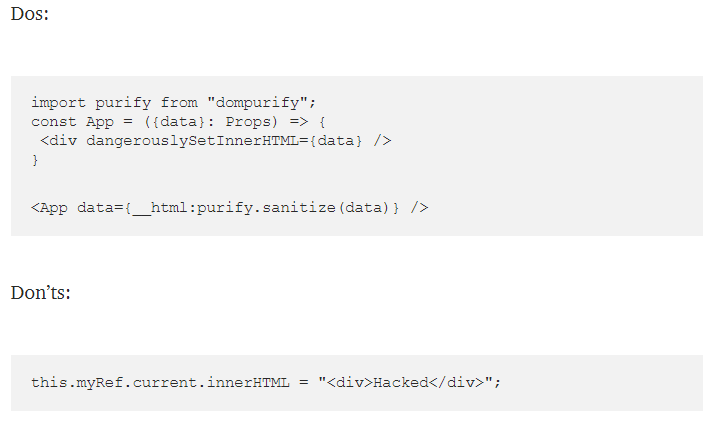 Dos:
import purify from "dompurify";
const App = ({data}: Props) => {
 <div dangerouslySetInnerHTML={data} />
}
<App data={__html:purify.sanitize(data)} />
Don’ts:
this.myRef.current.innerHTML = "<div>Hacked</div>";